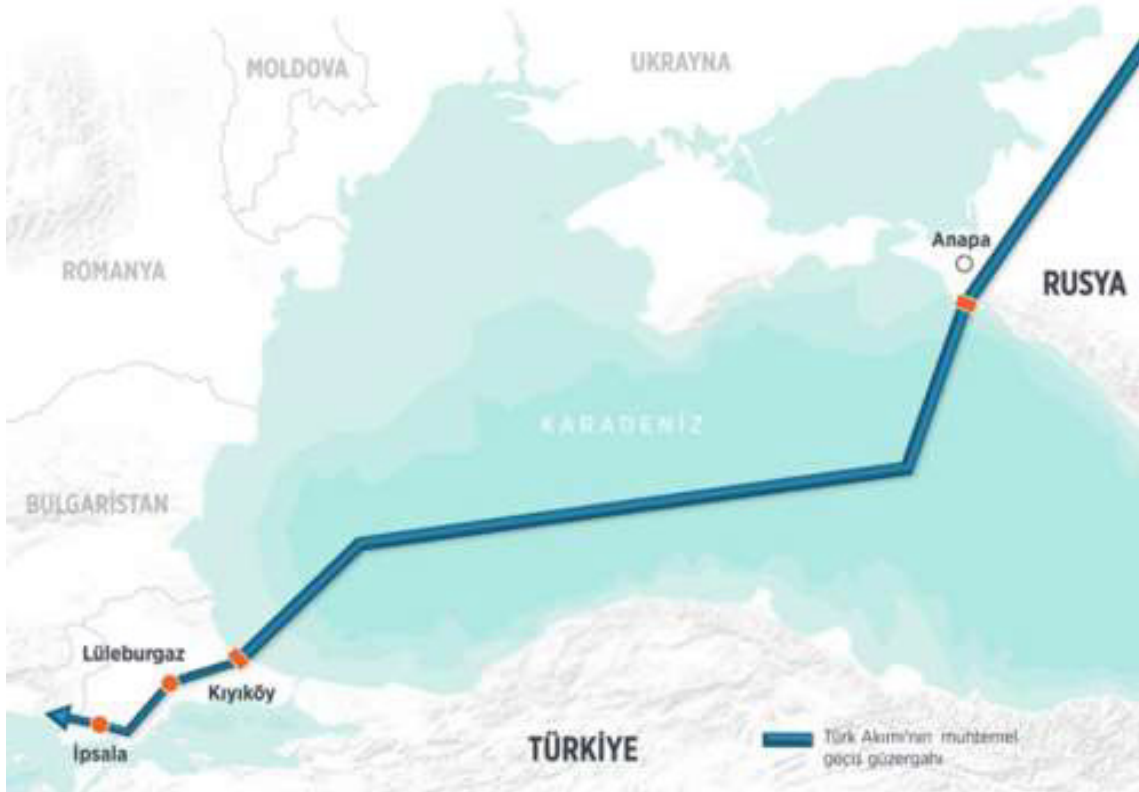 UKRAYNA
MOLDOVA
Anapa
ROMANYA
RUSYA
KARADENİZ
BULGARİSTAN
Lüleburgaz
Kıyıköy
İpsala
TÜRKİYE
Türk Akımı'nın muhtemel
geçiş güzergahı